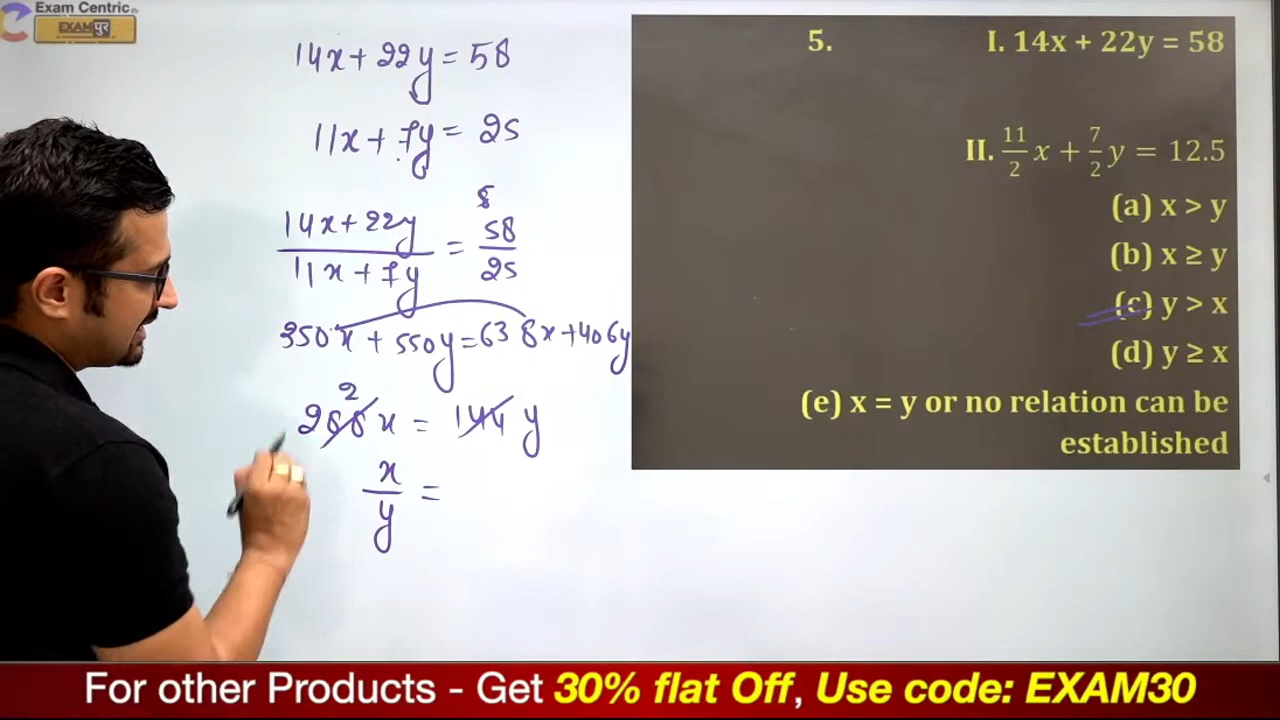 Exam Centric By
EXAMपुर
14x + 22y = 58
11x + 7y = 25
8
14x + 22y / 11x + 7y = 58 / 25
350x + 550y = 638x + 406y
2
288x = 144y
x / y =
5. I. 14x + 22y = 58
II. 11/2 x + 7/2 y = 12.5
(a) x > y
(b) x ≥ y
(c) y > x
(d) y ≥ x
(e) x = y or no relation can be
established
For other Products - Get 30% flat Off, Use code: EXAM30